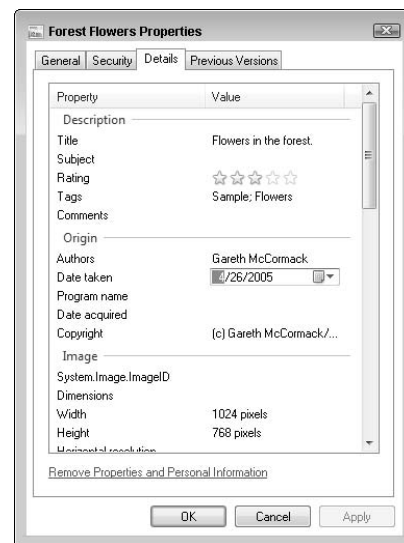 Forest Flowers Properties
General Security Details Previous Versions
Property Value
Description
Title Flowers in the forest.
Subject
Rating
Tags Sample; Flowers
Comments
Origin
Authors Gareth McCormack
Date taken 4/26/2005
Program name
Date acquired
Copyright (c) Gareth McCormack/...
Image
System.Image.ImageID
Dimensions
Width 1024 pixels
Height 768 pixels
Horizontal resolution
Remove Properties and Personal Information
OK Cancel Apply